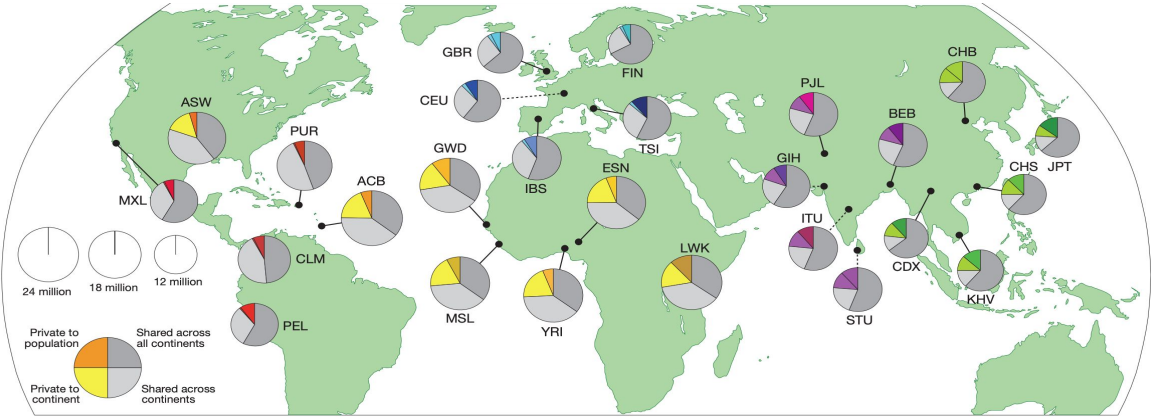 GBR
FIN
CHB
CEU
PJL
ASW
TSI
BEB
PUR
GWD
IBS
ESN
GIH
CHS
JPT
MXL
ACB
ITU
LWK
CDX
CLM
KHV
24 million
18 million
12 million
MSL
YRI
STU
PEL
Private to
population
Shared across
all continents
Private to
continent
Shared across
continents